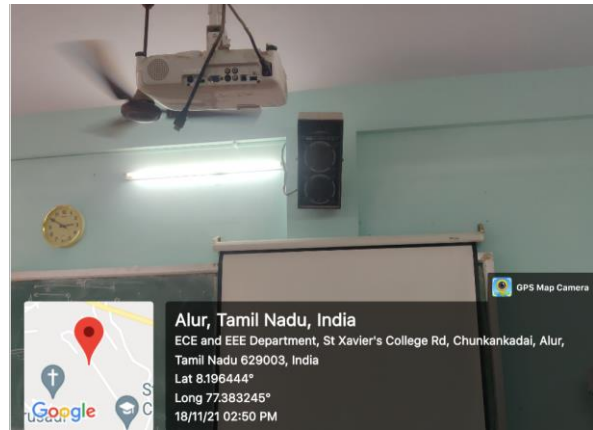 GPS Map Camera
Alur, Tamil Nadu, India
ECE and EEE Department, St Xavier's College Rd, Chunkankadai, Alur,
Tamil Nadu 629003, India
Lat 8.196444°
Long 77.383245°
18/11/21 02:50 PM
Google